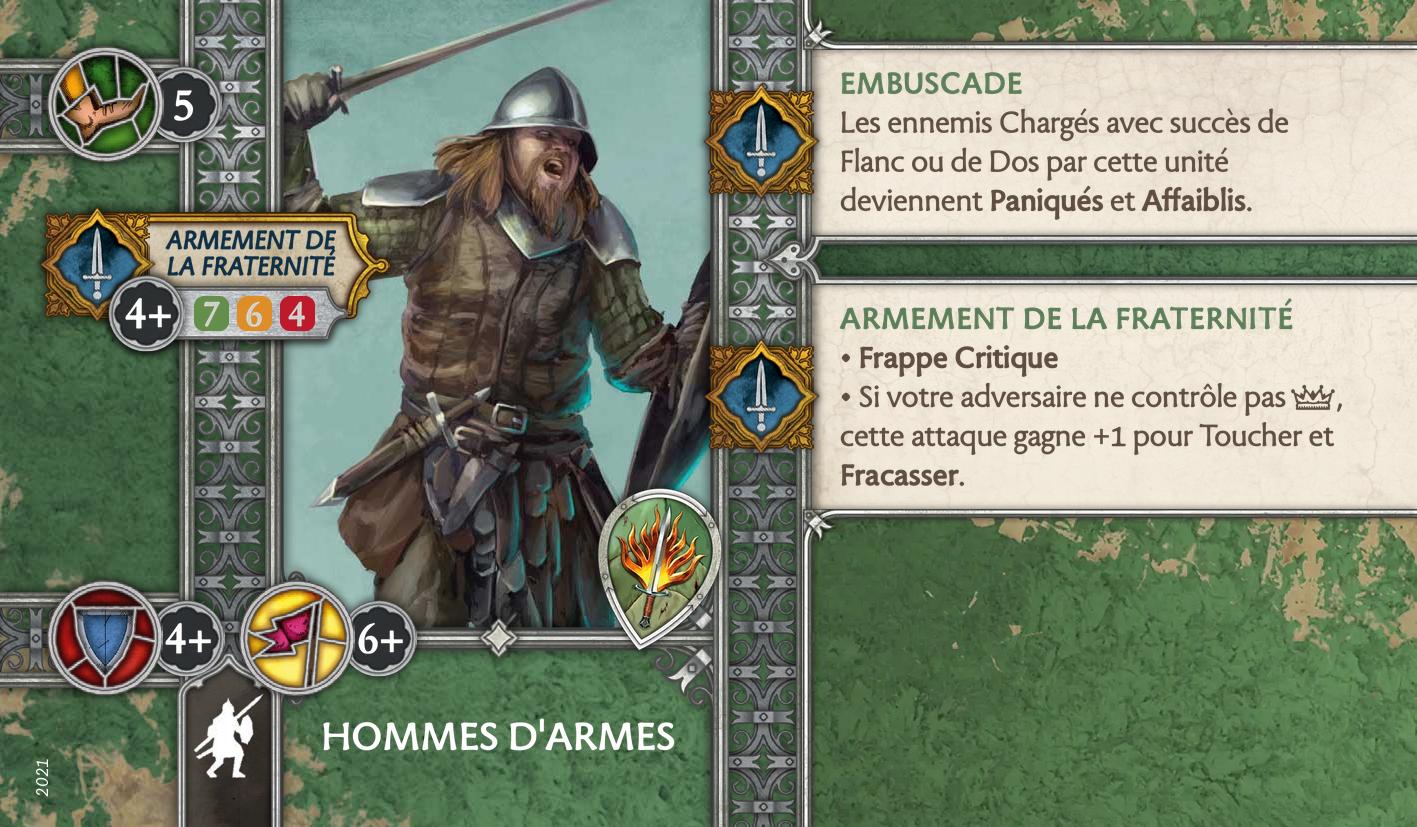 5
ARMEMENT DE
LA FRATERNITÉ
4+ 7 6 4
4+ 6+
HOMMES D'ARMES
2021
EMBUSCADE
Les ennemis Chargés avec succès de
Flanc ou de Dos par cette unité
deviennent Paniqués et Affaiblis.
ARMEMENT DE LA FRATERNITÉ
• Frappe Critique
• Si votre adversaire ne contrôle pas ,
cette attaque gagne +1 pour Toucher et
Fracasser.